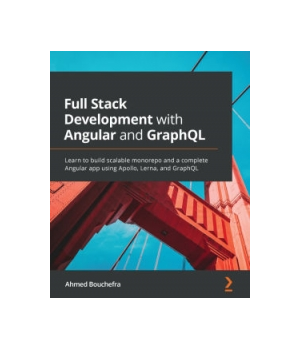 Full Stack
Development with
Angular and GraphQL
Learn to build scalable monorepo and a complete
Angular app using Apollo, Lerna, and GraphQL
Ahmed Bouchefra